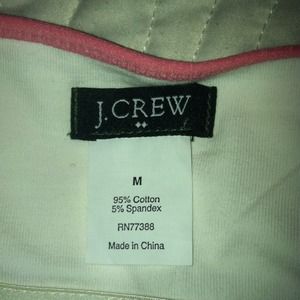 J.CREW
M
95% Cotton
5% Spandex
RN77388
Made in China